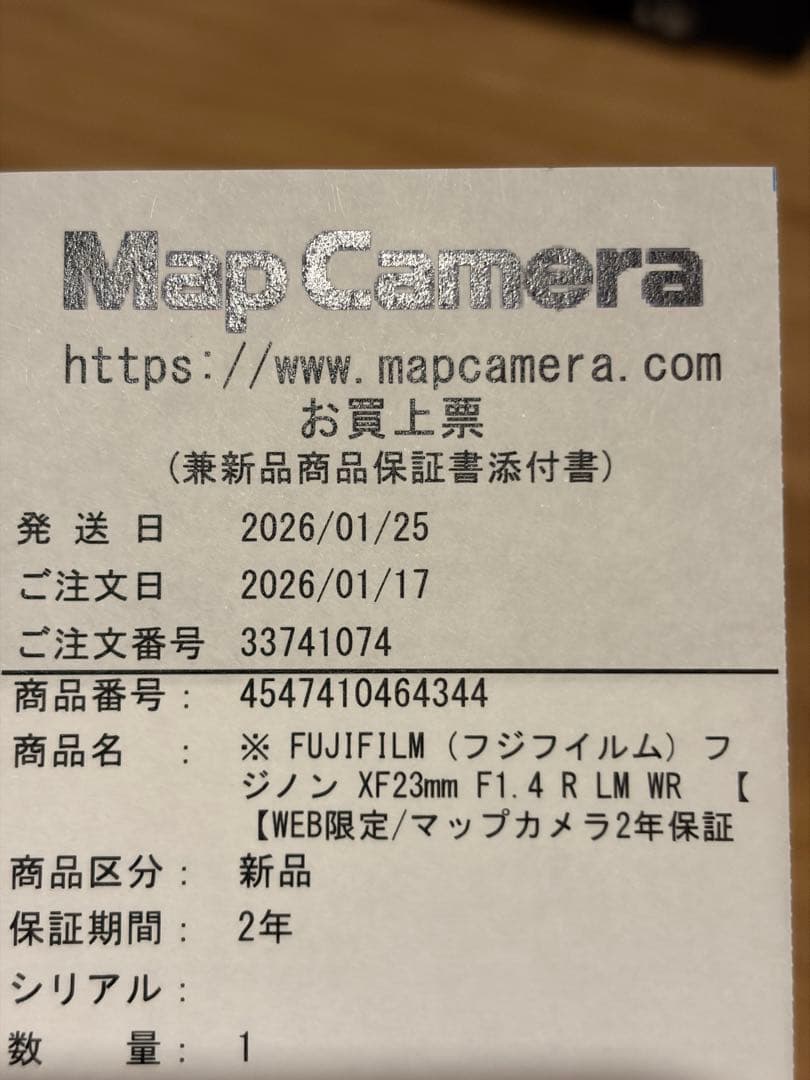 Map Camera
https://www.mapcamera.com
お買上票
(兼新品商品保証書添付書)
発 送 日 2026/01/25
ご注文日 2026/01/17
ご注文番号 33741074
商品番号： 4547410464344
商品名 ： ※ FUJIFILM (フジフイルム) フ
ジノン XF23mm F1.4 R LM WR 【
【WEB限定/マップカメラ2年保証
商品区分： 新品
保証期間： 2年
シリアル：
数 量： 1